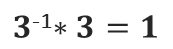 3⁻¹* 3 = 1